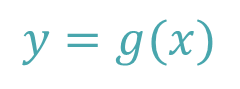 y = g(x)